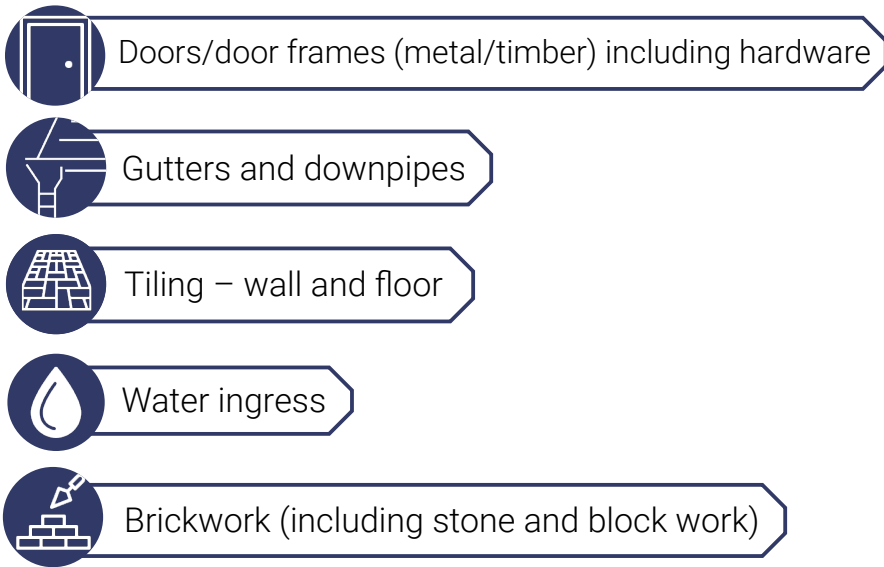 Doors/door frames (metal/timber) including hardware
Gutters and downpipes
Tiling – wall and floor
Water ingress
Brickwork (including stone and block work)